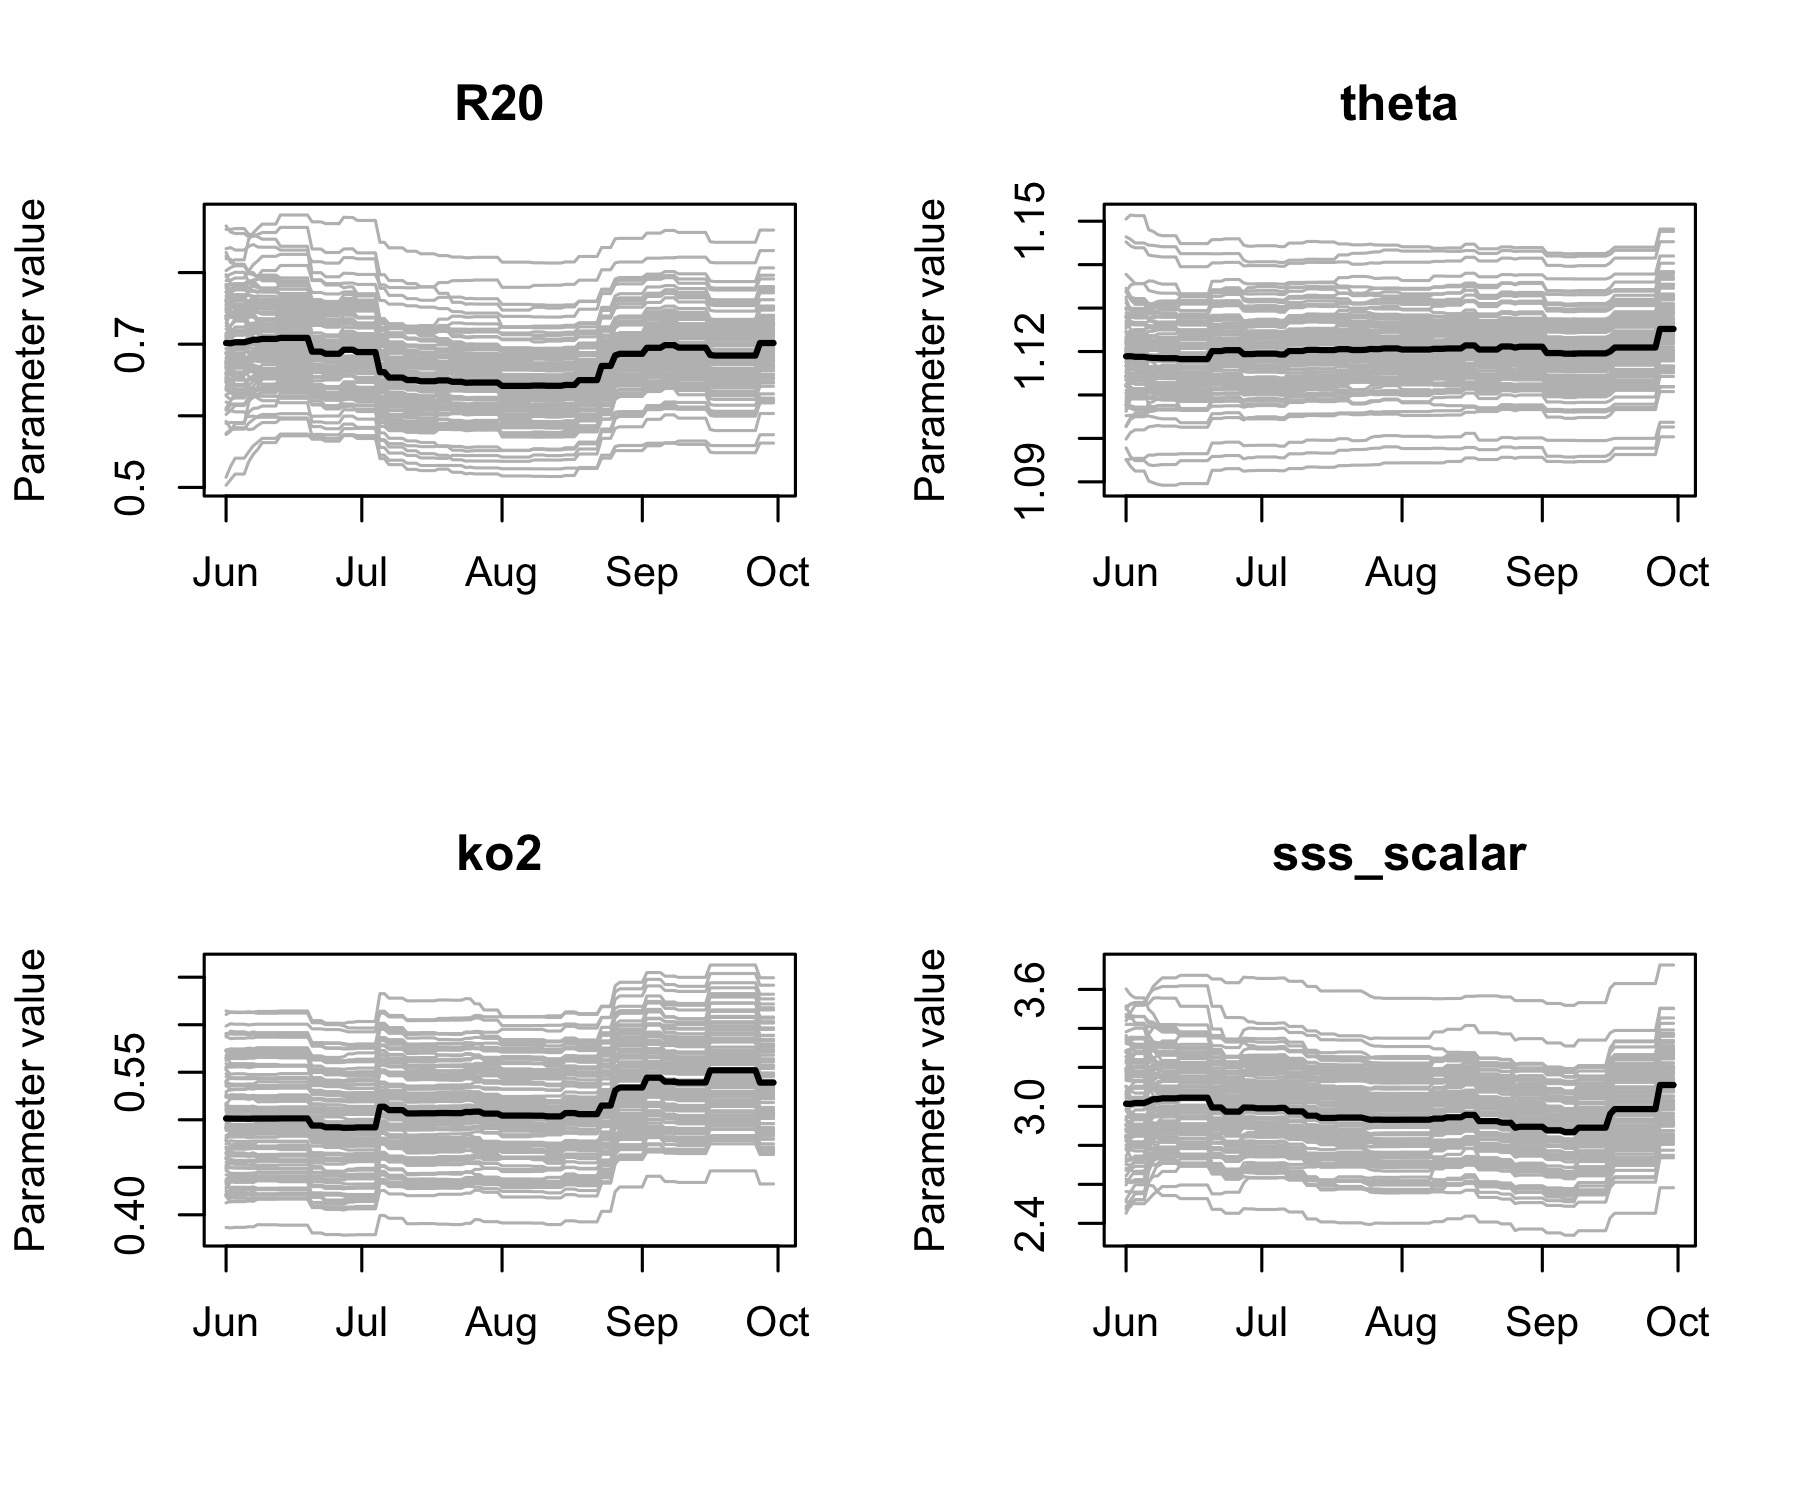 R20
Parameter value
0.7
0.5
Jun Jul Aug Sep Oct
theta
Parameter value
1.15
1.12
1.09
Jun Jul Aug Sep Oct
ko2
Parameter value
0.55
0.40
Jun Jul Aug Sep Oct
sss_scalar
Parameter value
3.6
3.0
2.4
Jun Jul Aug Sep Oct